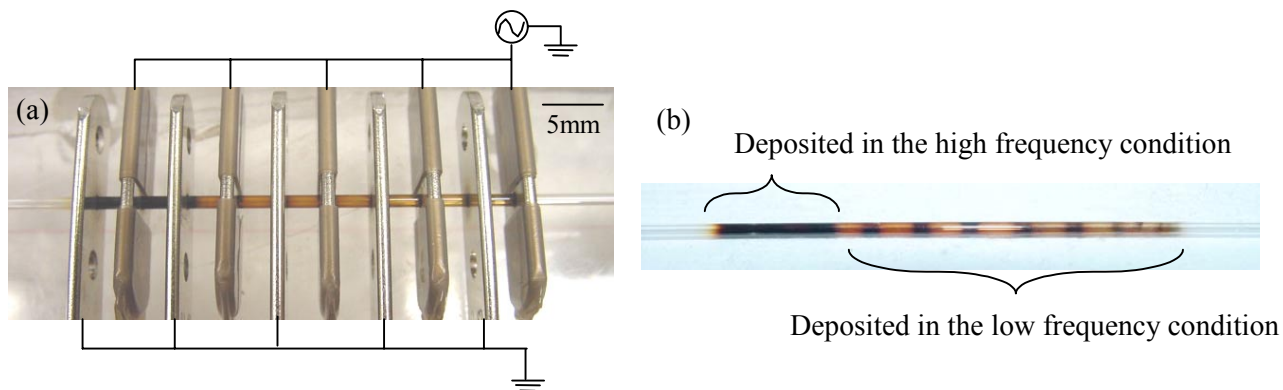 (a)
5mm
(b)
Deposited in the high frequency condition
Deposited in the low frequency condition